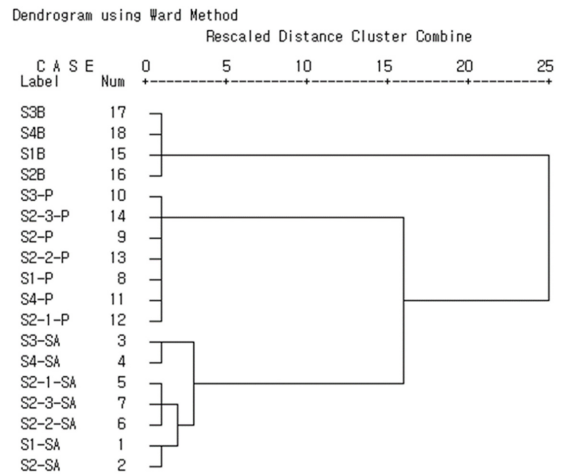 Dendrogram using Ward Method
Rescaled Distance Cluster Combine
C A S E 0 5 10 15 20 25
Label Num
S3B 17
S4B 18
S1B 15
S2B 16
S3-P 10
S2-3-P 14
S2-P 9
S2-2-P 13
S1-P 8
S4-P 11
S2-1-P 12
S3-SA 3
S4-SA 4
S2-1-SA 5
S2-3-SA 7
S2-2-SA 6
S1-SA 1
S2-SA 2